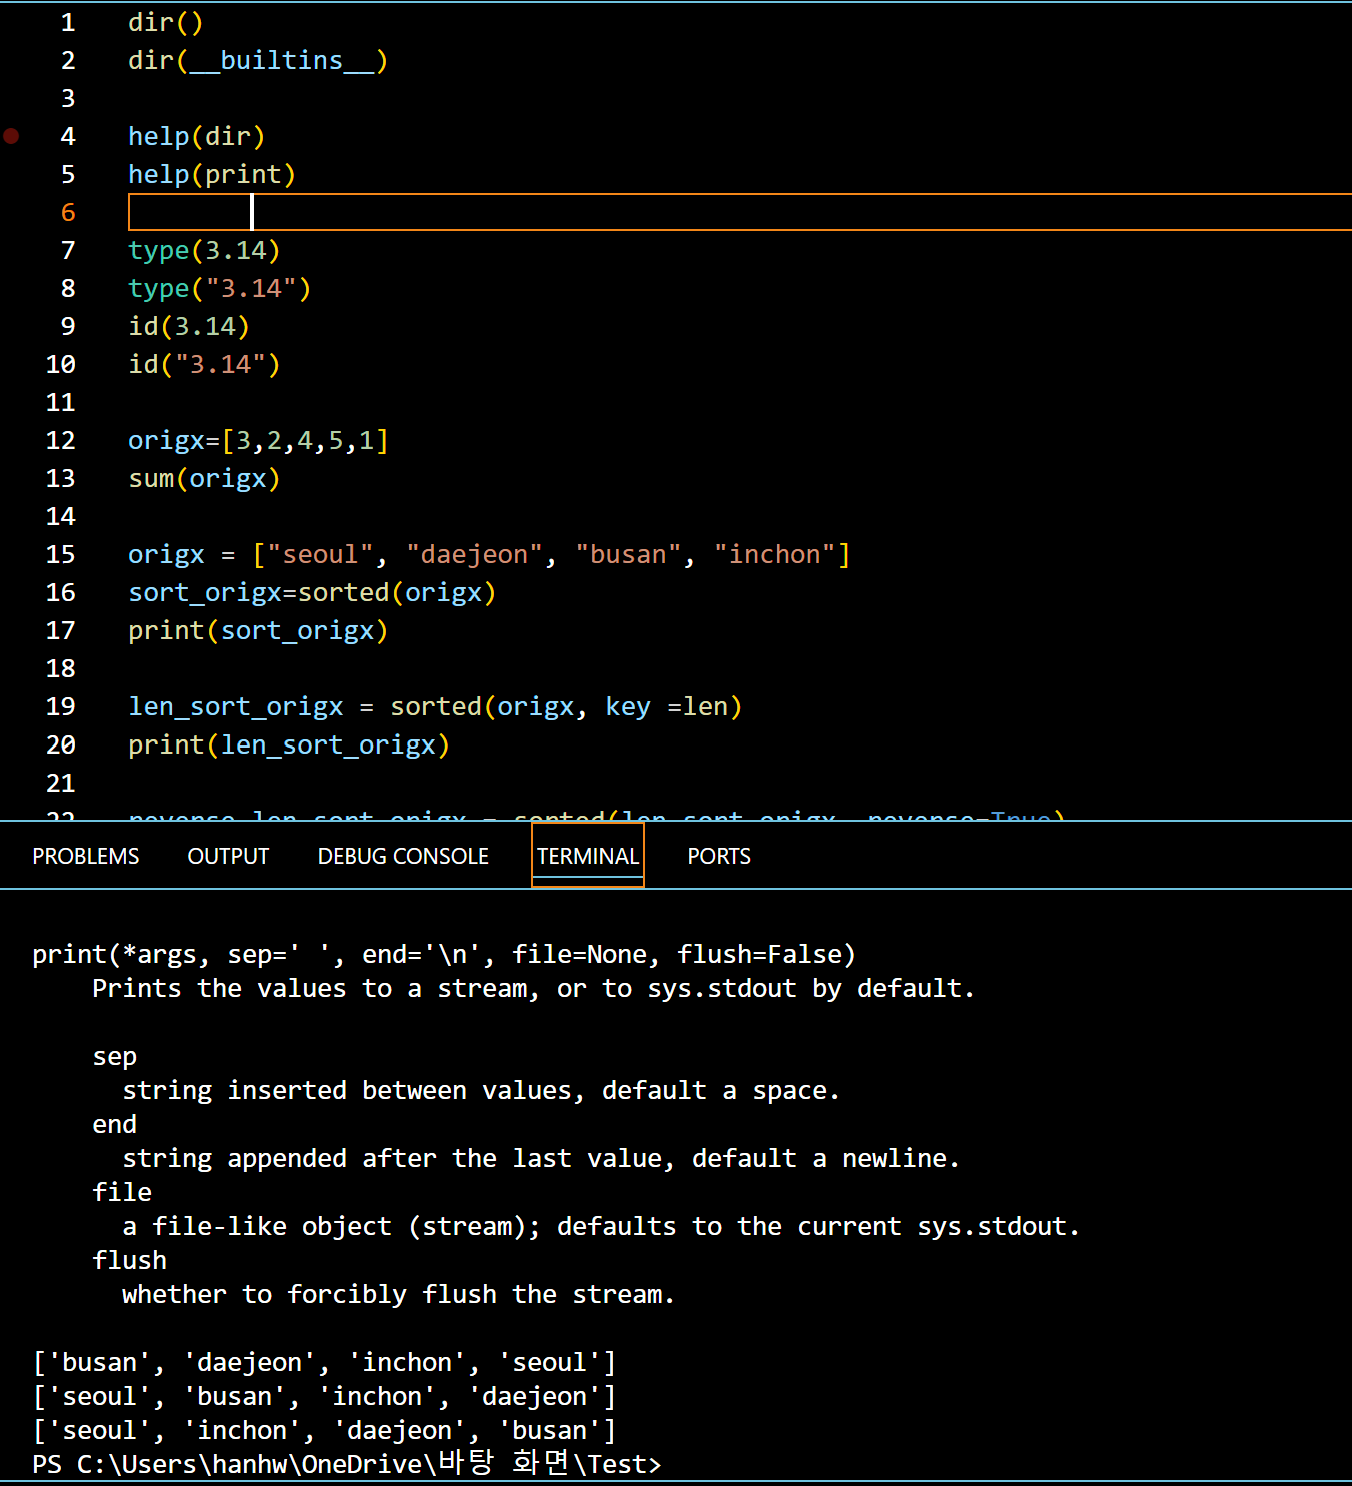 1 dir()
2 dir(__builtins__)
3
4 help(dir)
5 help(print)
6
7 type(3.14)
8 type("3.14")
9 id(3.14)
10 id("3.14")
11
12 origx=[3,2,4,5,1]
13 sum(origx)
14
15 origx = ["seoul", "daejeon", "busan", "inchon"]
16 sort_origx=sorted(origx)
17 print(sort_origx)
18
19 len_sort_origx = sorted(origx, key =len)
20 print(len_sort_origx)
21
22 reverse_len_sort_origx = sorted(len_sort_origx, reverse=True)
PROBLEMS OUTPUT DEBUG CONSOLE TERMINAL PORTS
print(*args, sep=' ', end='\n', file=None, flush=False)
    Prints the values to a stream, or to sys.stdout by default.
    sep
      string inserted between values, default a space.
    end
      string appended after the last value, default a newline.
    file
      a file-like object (stream); defaults to the current sys.stdout.
    flush
      whether to forcibly flush the stream.
['busan', 'daejeon', 'inchon', 'seoul']
['seoul', 'busan', 'inchon', 'daejeon']
['seoul', 'inchon', 'daejeon', 'busan']
PS C:\Users\hanhw\OneDrive\바탕 화면\Test>